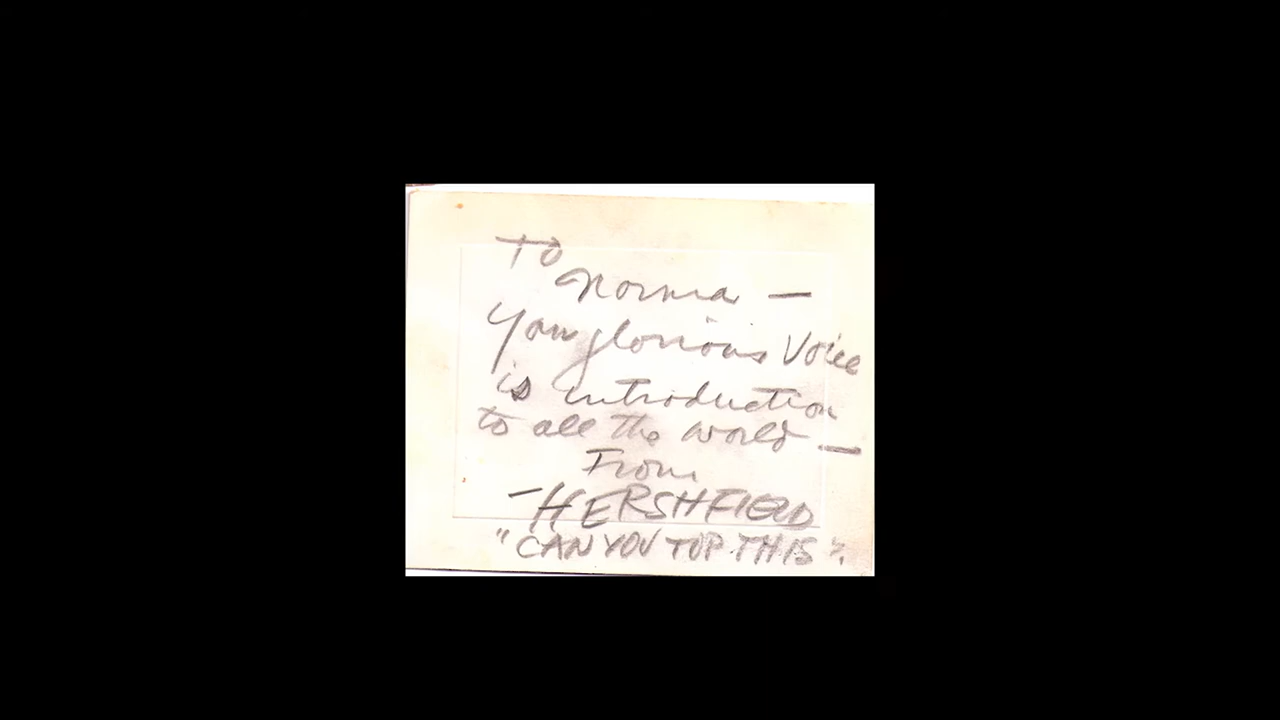 To
Norma —
Your glorious Voice
is introduction
to all the world —
From
- HERSHFIELD
"CAN YOU TOP THIS".